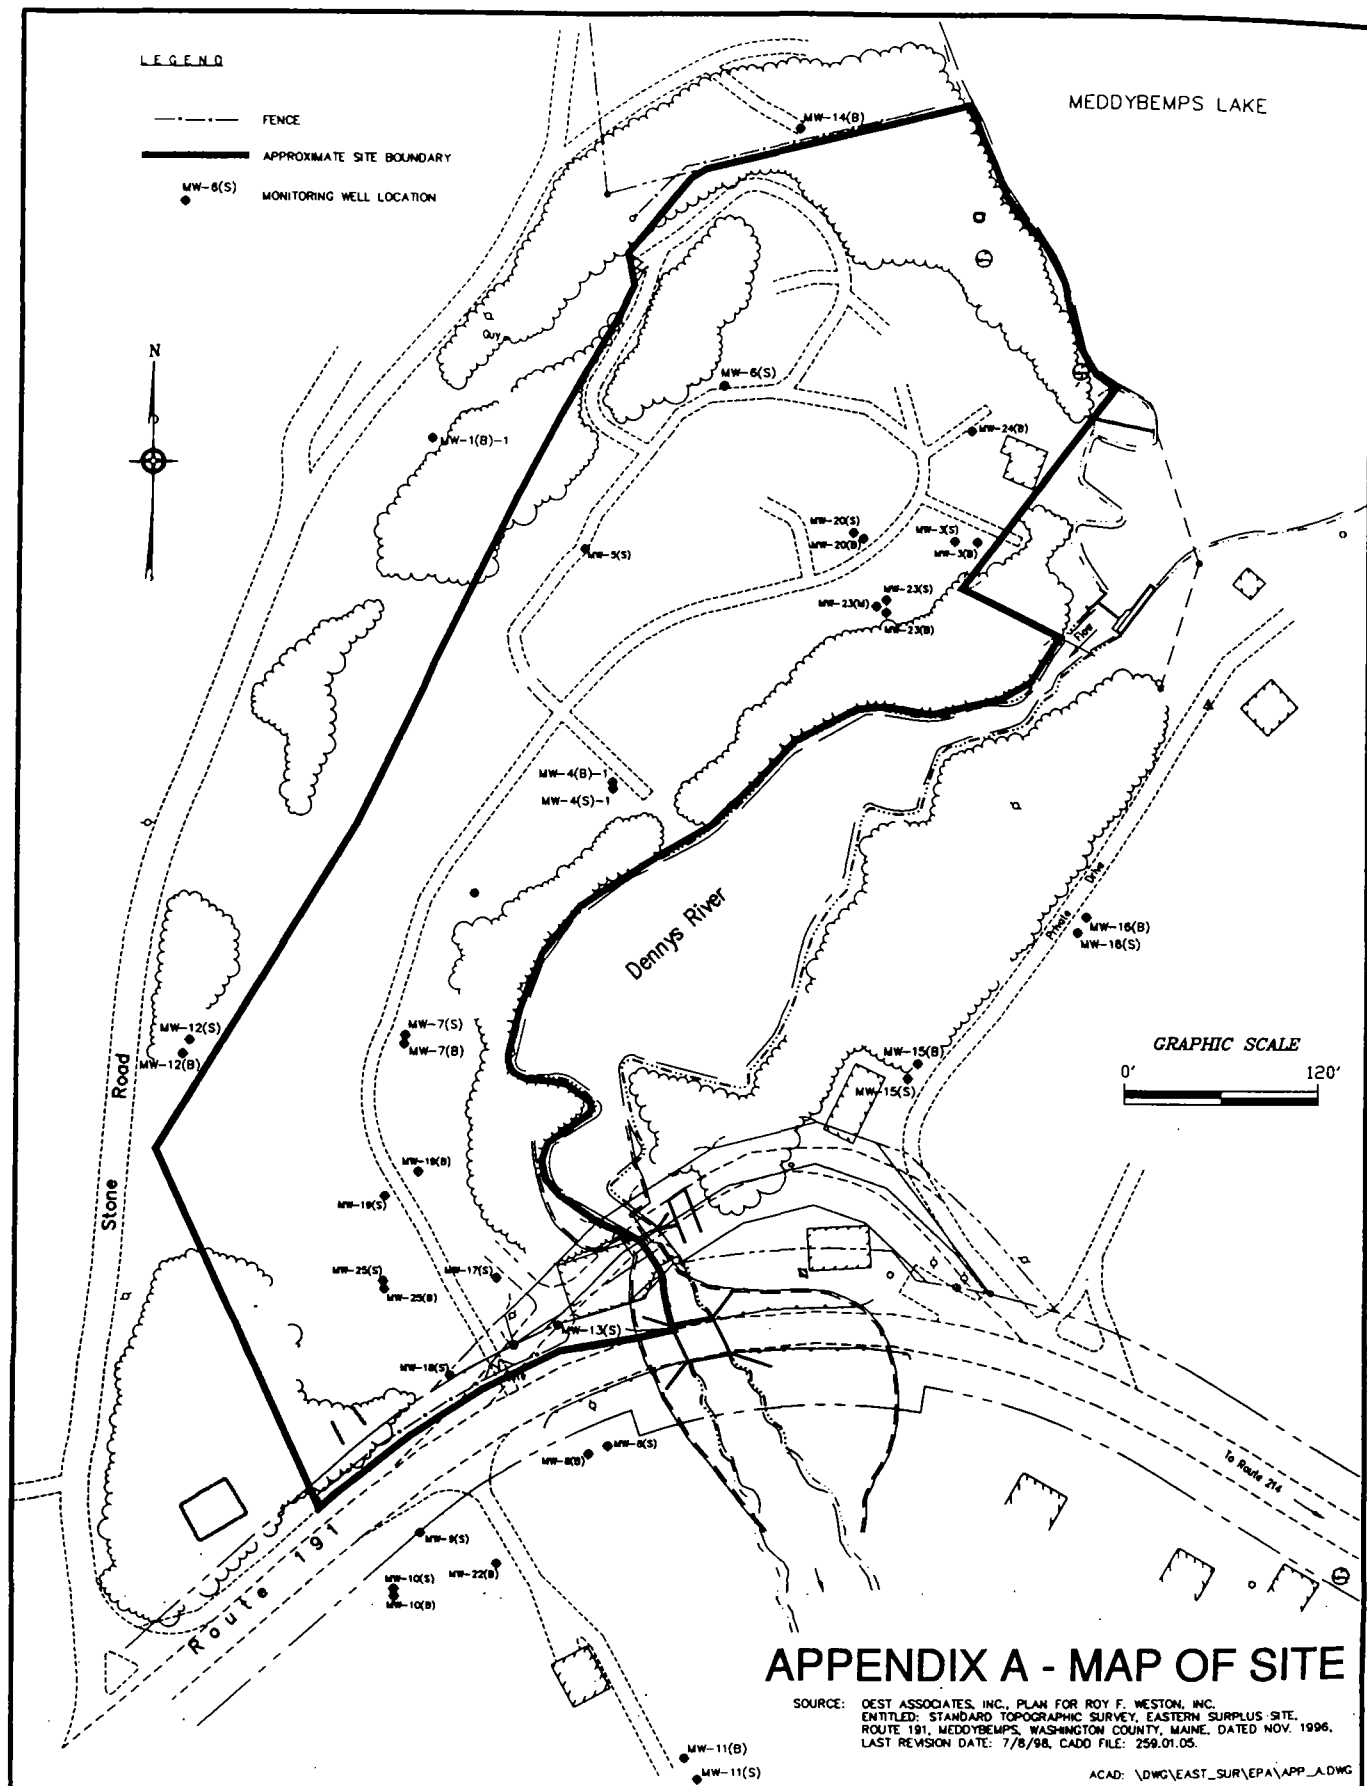 LEGEND
FENCE
APPROXIMATE SITE BOUNDARY
MW-6(S)
MONITORING WELL LOCATION
MEDDYBEMPS LAKE
MW-14(B)
Guy
N
MW-6(S)
MW-1(B)-1
MW-24(B)
MW-20(S)
MW-20(B)
MW-3(S)
MW-3(B)
MW-5(S)
MW-23(S)
MW-23(M)
MW-23(B)
Flow
MW-4(B)-1
MW-4(S)-1
Dennys River
Private Drive
MW-16(B)
MW-16(S)
MW-12(S)
MW-12(B)
MW-7(S)
MW-7(B)
MW-15(B)
MW-15(S)
GRAPHIC SCALE
0' 120'
Stone Road
MW-19(B)
MW-19(S)
MW-25(S)
MW-25(B)
MW-17(S)
MW-13(S)
MW-18(S)
MW-8(S)
MW-8(B)
To Route 214
MW-9(S)
MW-22(B)
MW-10(S)
MW-10(B)
Route 191
MW-11(B)
MW-11(S)
APPENDIX A - MAP OF SITE
SOURCE: OEST ASSOCIATES, INC., PLAN FOR ROY F. WESTON, INC.
ENTITLED: STANDARD TOPOGRAPHIC SURVEY, EASTERN SURPLUS SITE,
ROUTE 191, MEDDYBEMPS, WASHINGTON COUNTY, MAINE, DATED NOV. 1996,
LAST REVISION DATE: 7/8/98, CADD FILE: 259.01.05.
ACAD: \DWG\EAST_SUR\EPA\APP_A.DWG